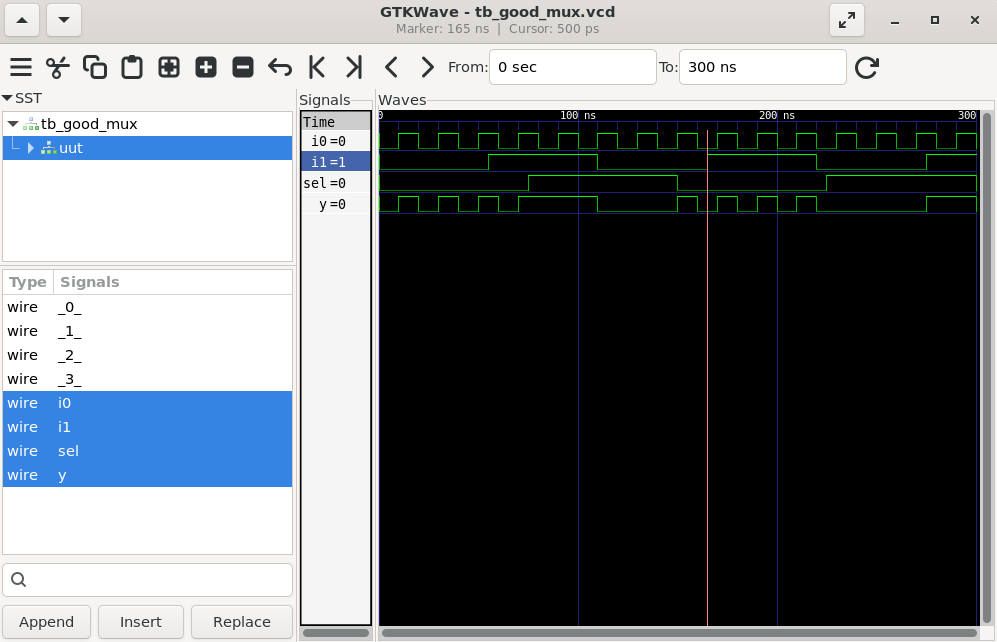 GTKWave - tb_good_mux.vcd
Marker: 165 ns | Cursor: 500 ps
From: 0 sec To: 300 ns
SST
tb_good_mux
uut
Type Signals
wire _0_
wire _1_
wire _2_
wire _3_
wire i0
wire i1
wire sel
wire y
Append Insert Replace
Signals
Time
i0=0
i1=1
sel=0
y=0
Waves
0 100 ns 200 ns 300